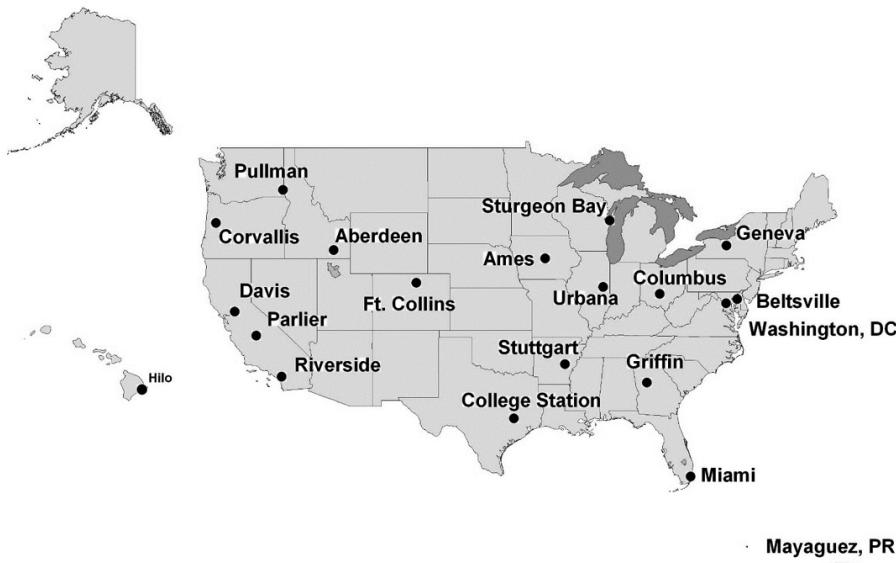 Pullman
Sturgeon Bay
Corvallis
Aberdeen
Geneva
Ames
Columbus
Davis
Ft. Collins
Urbana
Beltsville
Parlier
Washington, DC
Stuttgart
Griffin
Riverside
Hilo
College Station
Miami
Mayaguez, PR